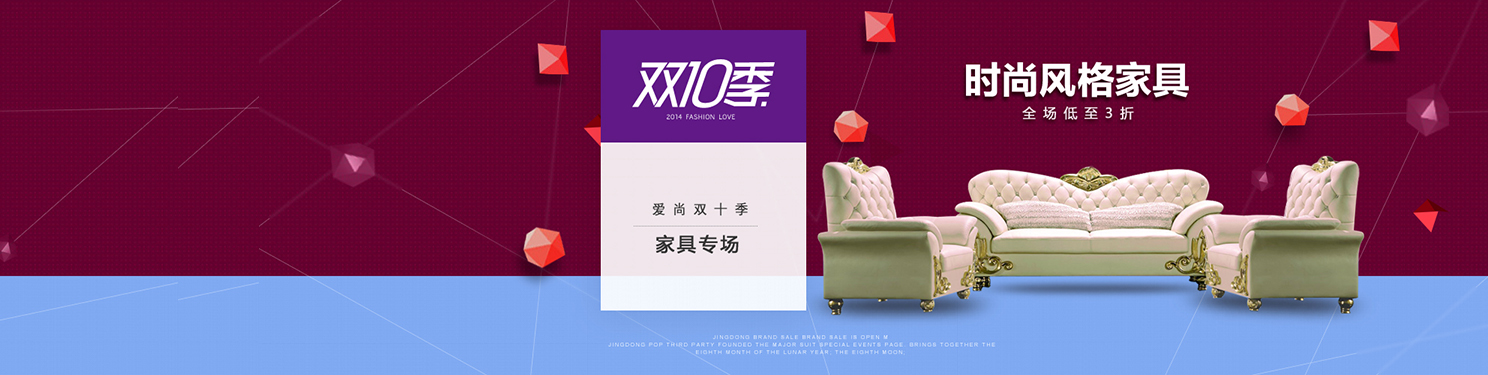 双10季
2014 FASHION LOVE
爱尚双十季
家具专场
时尚风格家具
全场低至3折
JINGDONG BRAND SALE BRAND SALE IS OPEN M
JINGDONG POP THIRD PARTY FOUNDED THE MAJOR SUIT SPECIAL EVENTS PAGE, BRINGS TOGETHER THE
EIGHTH MONTH OF THE LUNAR YEAR, THE EIGHTH MOON;